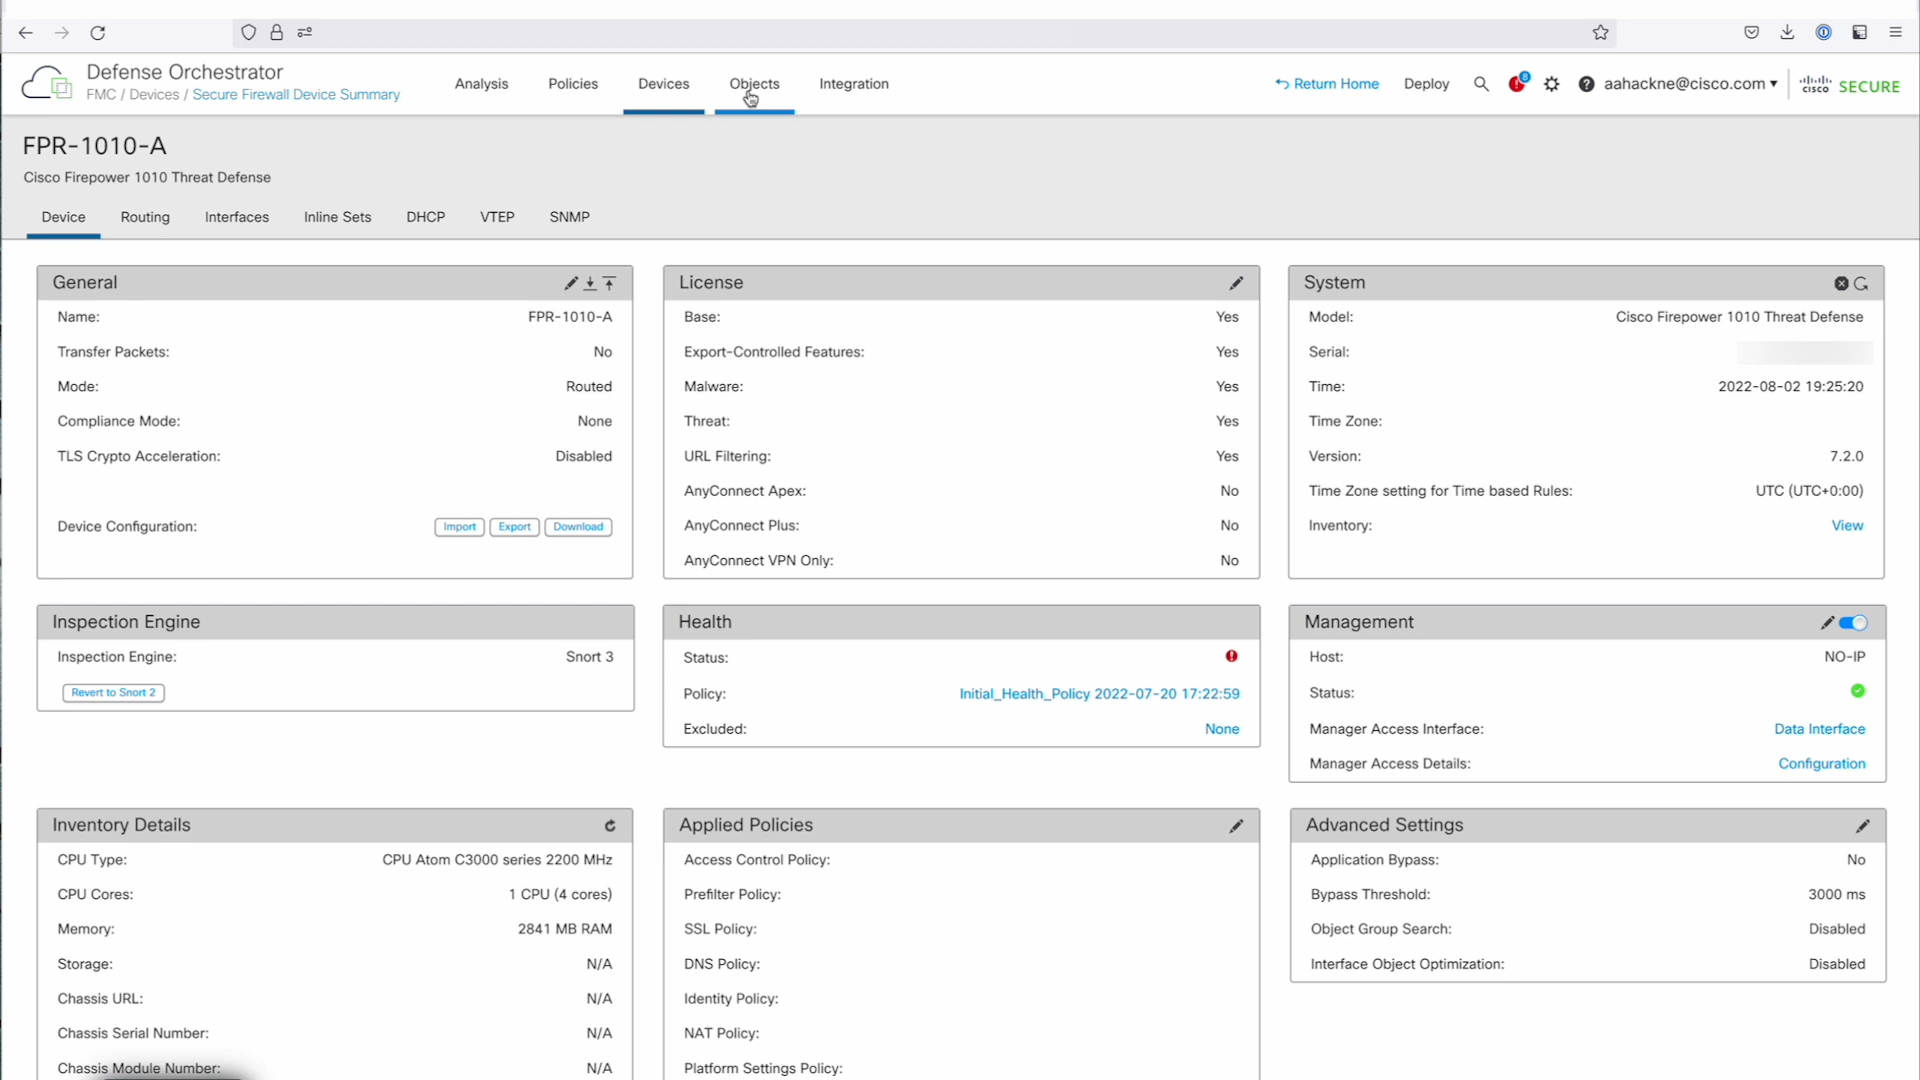 Defense Orchestrator
FMC / Devices / Secure Firewall Device Summary
Analysis Policies Devices Objects Integration
Return Home Deploy 8 aahackne@cisco.com
cisco SECURE
FPR-1010-A
Cisco Firepower 1010 Threat Defense
Device Routing Interfaces Inline Sets DHCP VTEP SNMP
General
Name: FPR-1010-A
Transfer Packets: No
Mode: Routed
Compliance Mode: None
TLS Crypto Acceleration: Disabled
Device Configuration: Import Export Download
License
Base: Yes
Export-Controlled Features: Yes
Malware: Yes
Threat: Yes
URL Filtering: Yes
AnyConnect Apex: No
AnyConnect Plus: No
AnyConnect VPN Only: No
System
Model: Cisco Firepower 1010 Threat Defense
Serial:
Time: 2022-08-02 19:25:20
Time Zone:
Version: 7.2.0
Time Zone setting for Time based Rules: UTC (UTC+0:00)
Inventory: View
Inspection Engine
Inspection Engine: Snort 3
Revert to Snort 2
Health
Status:
Policy: Initial_Health_Policy 2022-07-20 17:22:59
Excluded: None
Management
Host: NO-IP
Status:
Manager Access Interface: Data Interface
Manager Access Details: Configuration
Inventory Details
CPU Type: CPU Atom C3000 series 2200 MHz
CPU Cores: 1 CPU (4 cores)
Memory: 2841 MB RAM
Storage: N/A
Chassis URL: N/A
Chassis Serial Number: N/A
Chassis Module Number: N/A
Applied Policies
Access Control Policy:
Prefilter Policy:
SSL Policy:
DNS Policy:
Identity Policy:
NAT Policy:
Platform Settings Policy:
Advanced Settings
Application Bypass: No
Bypass Threshold: 3000 ms
Object Group Search: Disabled
Interface Object Optimization: Disabled